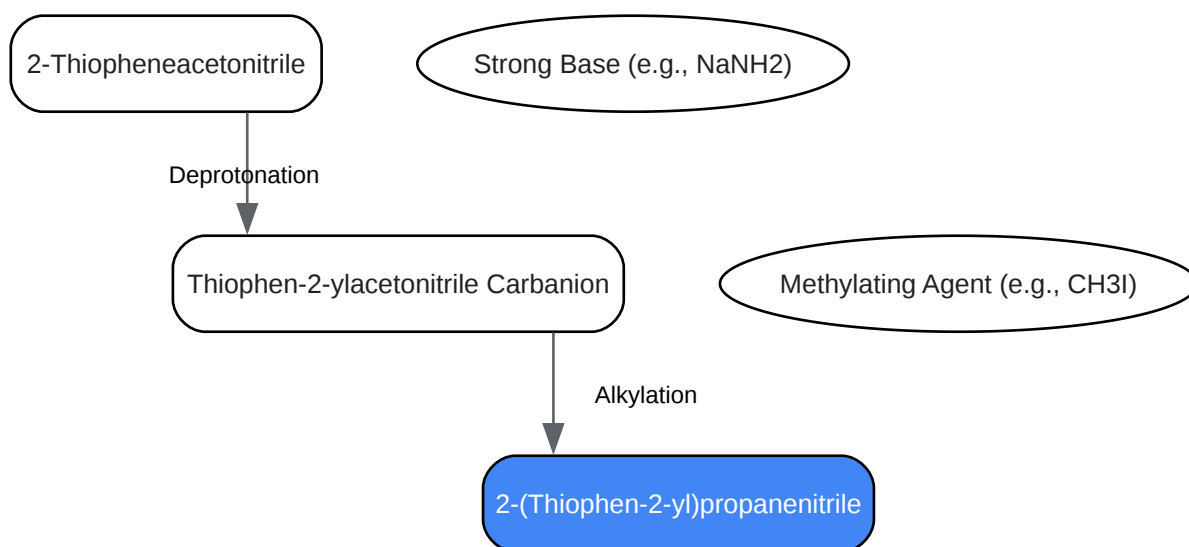 2-Thiopheneacetonitrile
Strong Base (e.g., NaNH2)
Deprotonation
Thiophen-2-ylacetonitrile Carbanion
Methylating Agent (e.g., CH3I)
Alkylation
2-(Thiophen-2-yl)propanenitrile